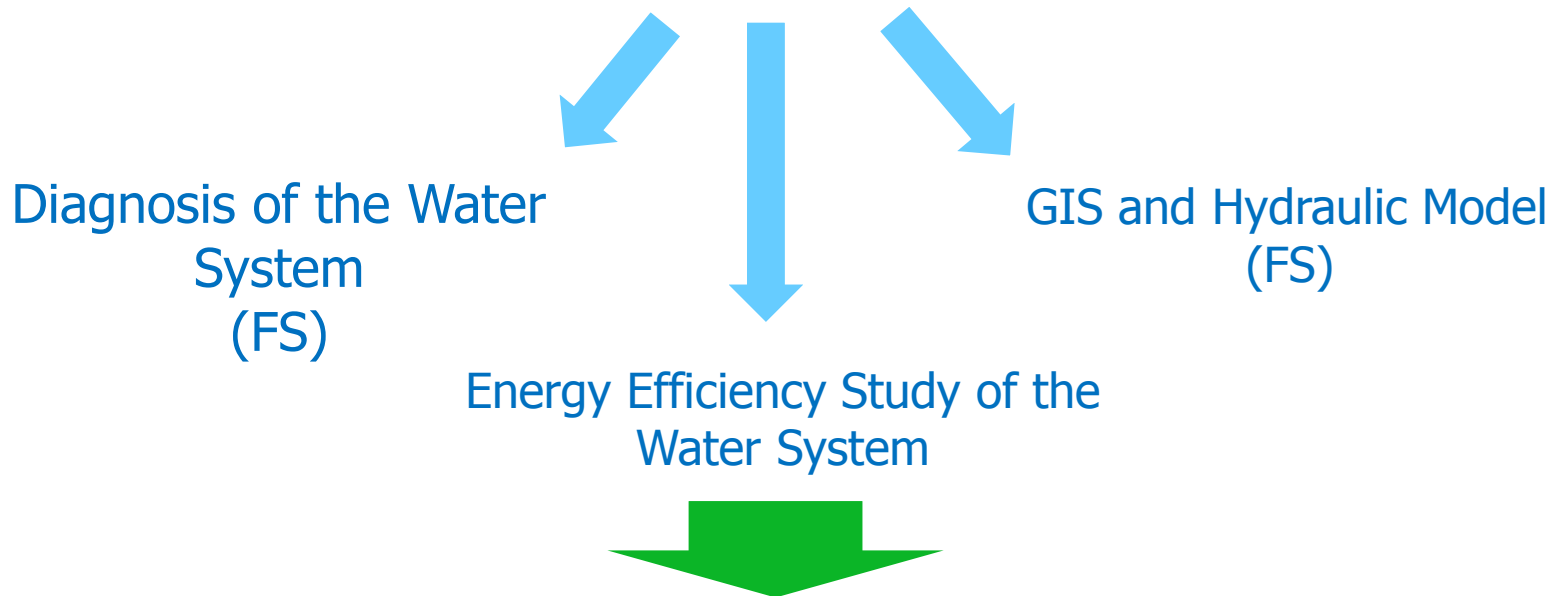 Diagnosis of the Water
System
(FS)
GIS and Hydraulic Model
(FS)
Energy Efficiency Study of the
Water System